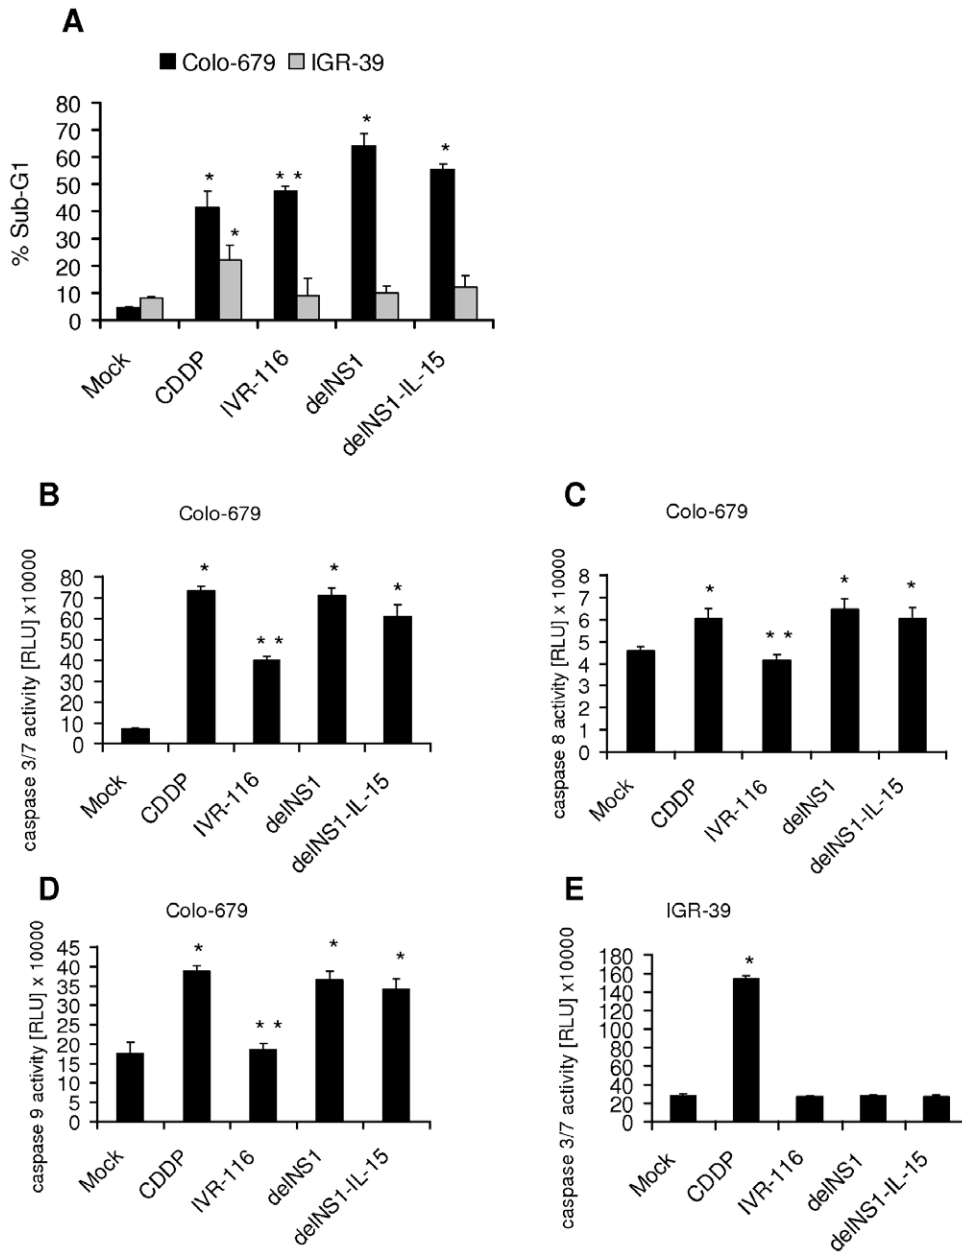 A
Colo-679 IGR-39
% Sub-G1
80
70
60
50
40
30
20
10
0
* * * * * *
Mock CDDP IVR-116 delNS1 delNS1-IL-15
B
Colo-679
caspase 3/7 activity [RLU] x10000
80
70
60
50
40
30
20
10
0
* * * * *
Mock CDDP IVR-116 delNS1 delNS1-IL-15
C
Colo-679
caspase 8 activity [RLU] x 10000
8
7
6
5
4
3
2
1
0
* * * * *
Mock CDDP IVR-116 delNS1 delNS1-IL-15
D
Colo-679
caspase 9 activity [RLU] x 10000
45
40
35
30
25
20
15
10
5
0
* * * * *
Mock CDDP IVR-116 delNS1 delNS1-IL-15
E
IGR-39
caspase 3/7 activity [RLU] x10000
180
160
140
120
100
80
60
40
20
0
*
Mock CDDP IVR-116 delNS1 delNS1-IL-15